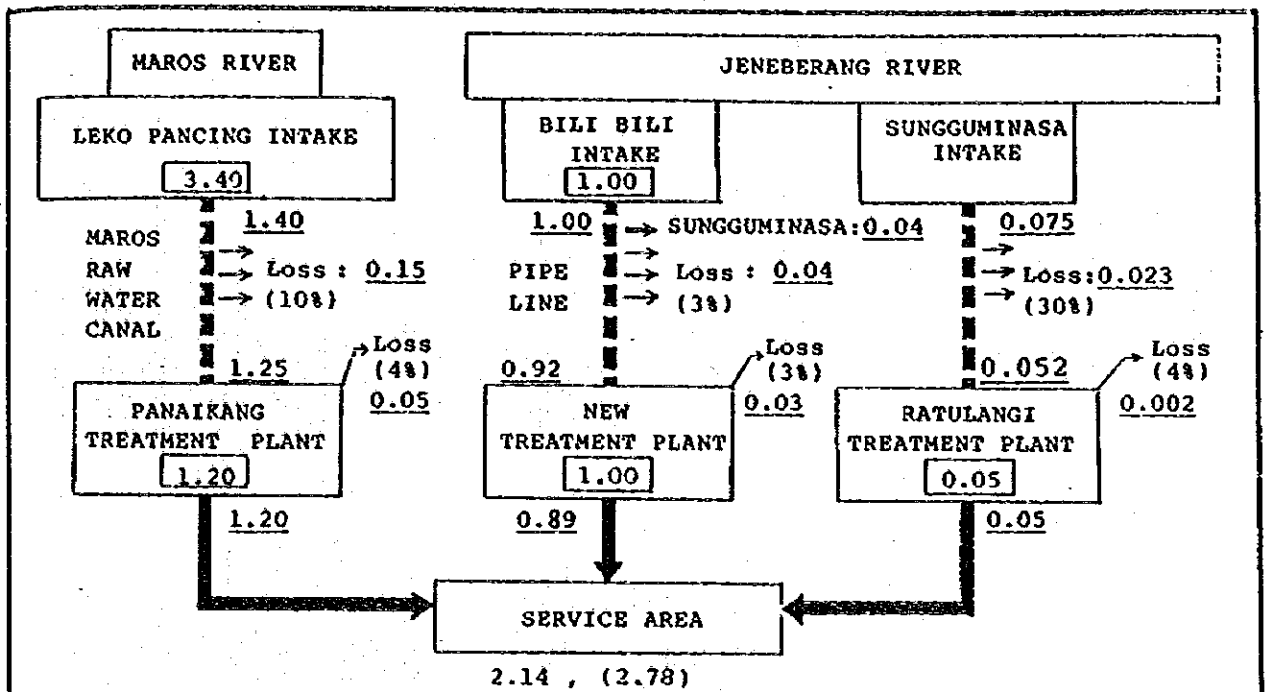 MAROS RIVER
JENEBERANG RIVER
LEKO PANCING INTAKE
3.40
BILI BILI
INTAKE
1.00
SUNGGUMINASA
INTAKE
1.40
MAROS
RAW
WATER
CANAL
→ Loss : 0.15
(10%)
1.00
→ SUNGGUMINASA:0.04
PIPE
LINE
→ Loss : 0.04
(3%)
0.075
→ Loss:0.023
(30%)
1.25
Loss
(4%)
0.05
0.92
Loss
(3%)
0.03
0.052
Loss
(4%)
0.002
PANAIKANG
TREATMENT PLANT
1.20
NEW
TREATMENT PLANT
1.00
RATULANGI
TREATMENT PLANT
0.05
1.20
0.89
0.05
SERVICE AREA
2.14 , (2.78)